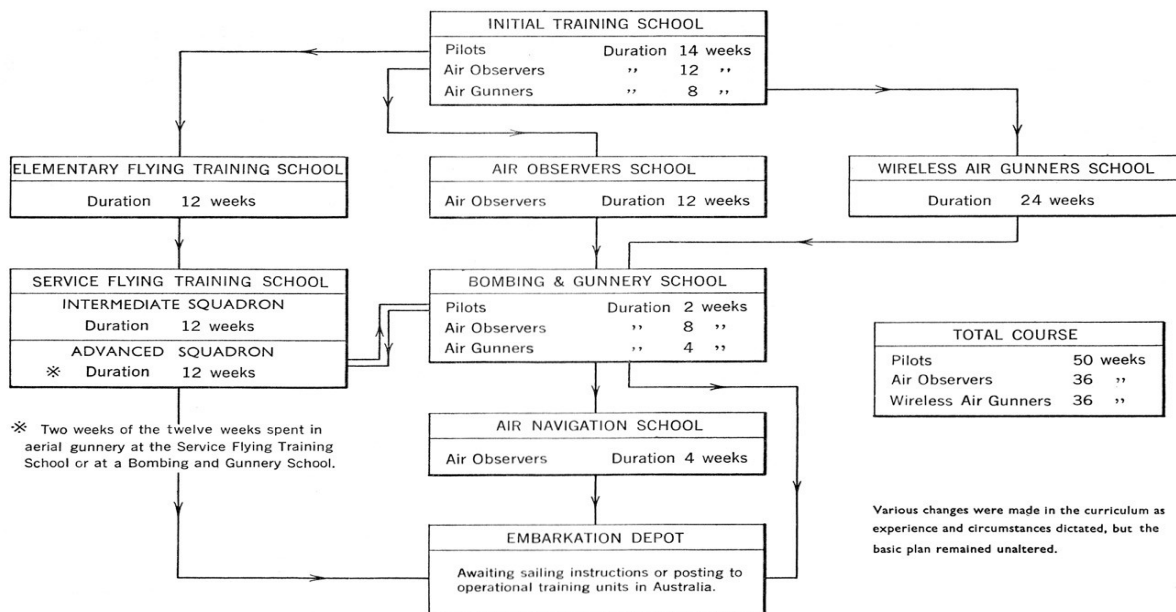 INITIAL TRAINING SCHOOL
Pilots Duration 14 weeks
Air Observers ,, 12 ,,
Air Gunners ,, 8 ,,
ELEMENTARY FLYING TRAINING SCHOOL
Duration 12 weeks
AIR OBSERVERS SCHOOL
Air Observers Duration 12 weeks
WIRELESS AIR GUNNERS SCHOOL
Duration 24 weeks
SERVICE FLYING TRAINING SCHOOL
INTERMEDIATE SQUADRON
Duration 12 weeks
ADVANCED SQUADRON
※ Duration 12 weeks
BOMBING & GUNNERY SCHOOL
Pilots Duration 2 weeks
Air Observers ,, 8 ,,
Air Gunners ,, 4 ,,
TOTAL COURSE
Pilots 50 weeks
Air Observers 36 ,,
Wireless Air Gunners 36 ,,
※ Two weeks of the twelve weeks spent in
aerial gunnery at the Service Flying Training
School or at a Bombing and Gunnery School.
AIR NAVIGATION SCHOOL
Air Observers Duration 4 weeks
EMBARKATION DEPOT
Awaiting sailing instructions or posting to
operational training units in Australia.
Various changes were made in the curriculum as
experience and circumstances dictated, but the
basic plan remained unaltered.